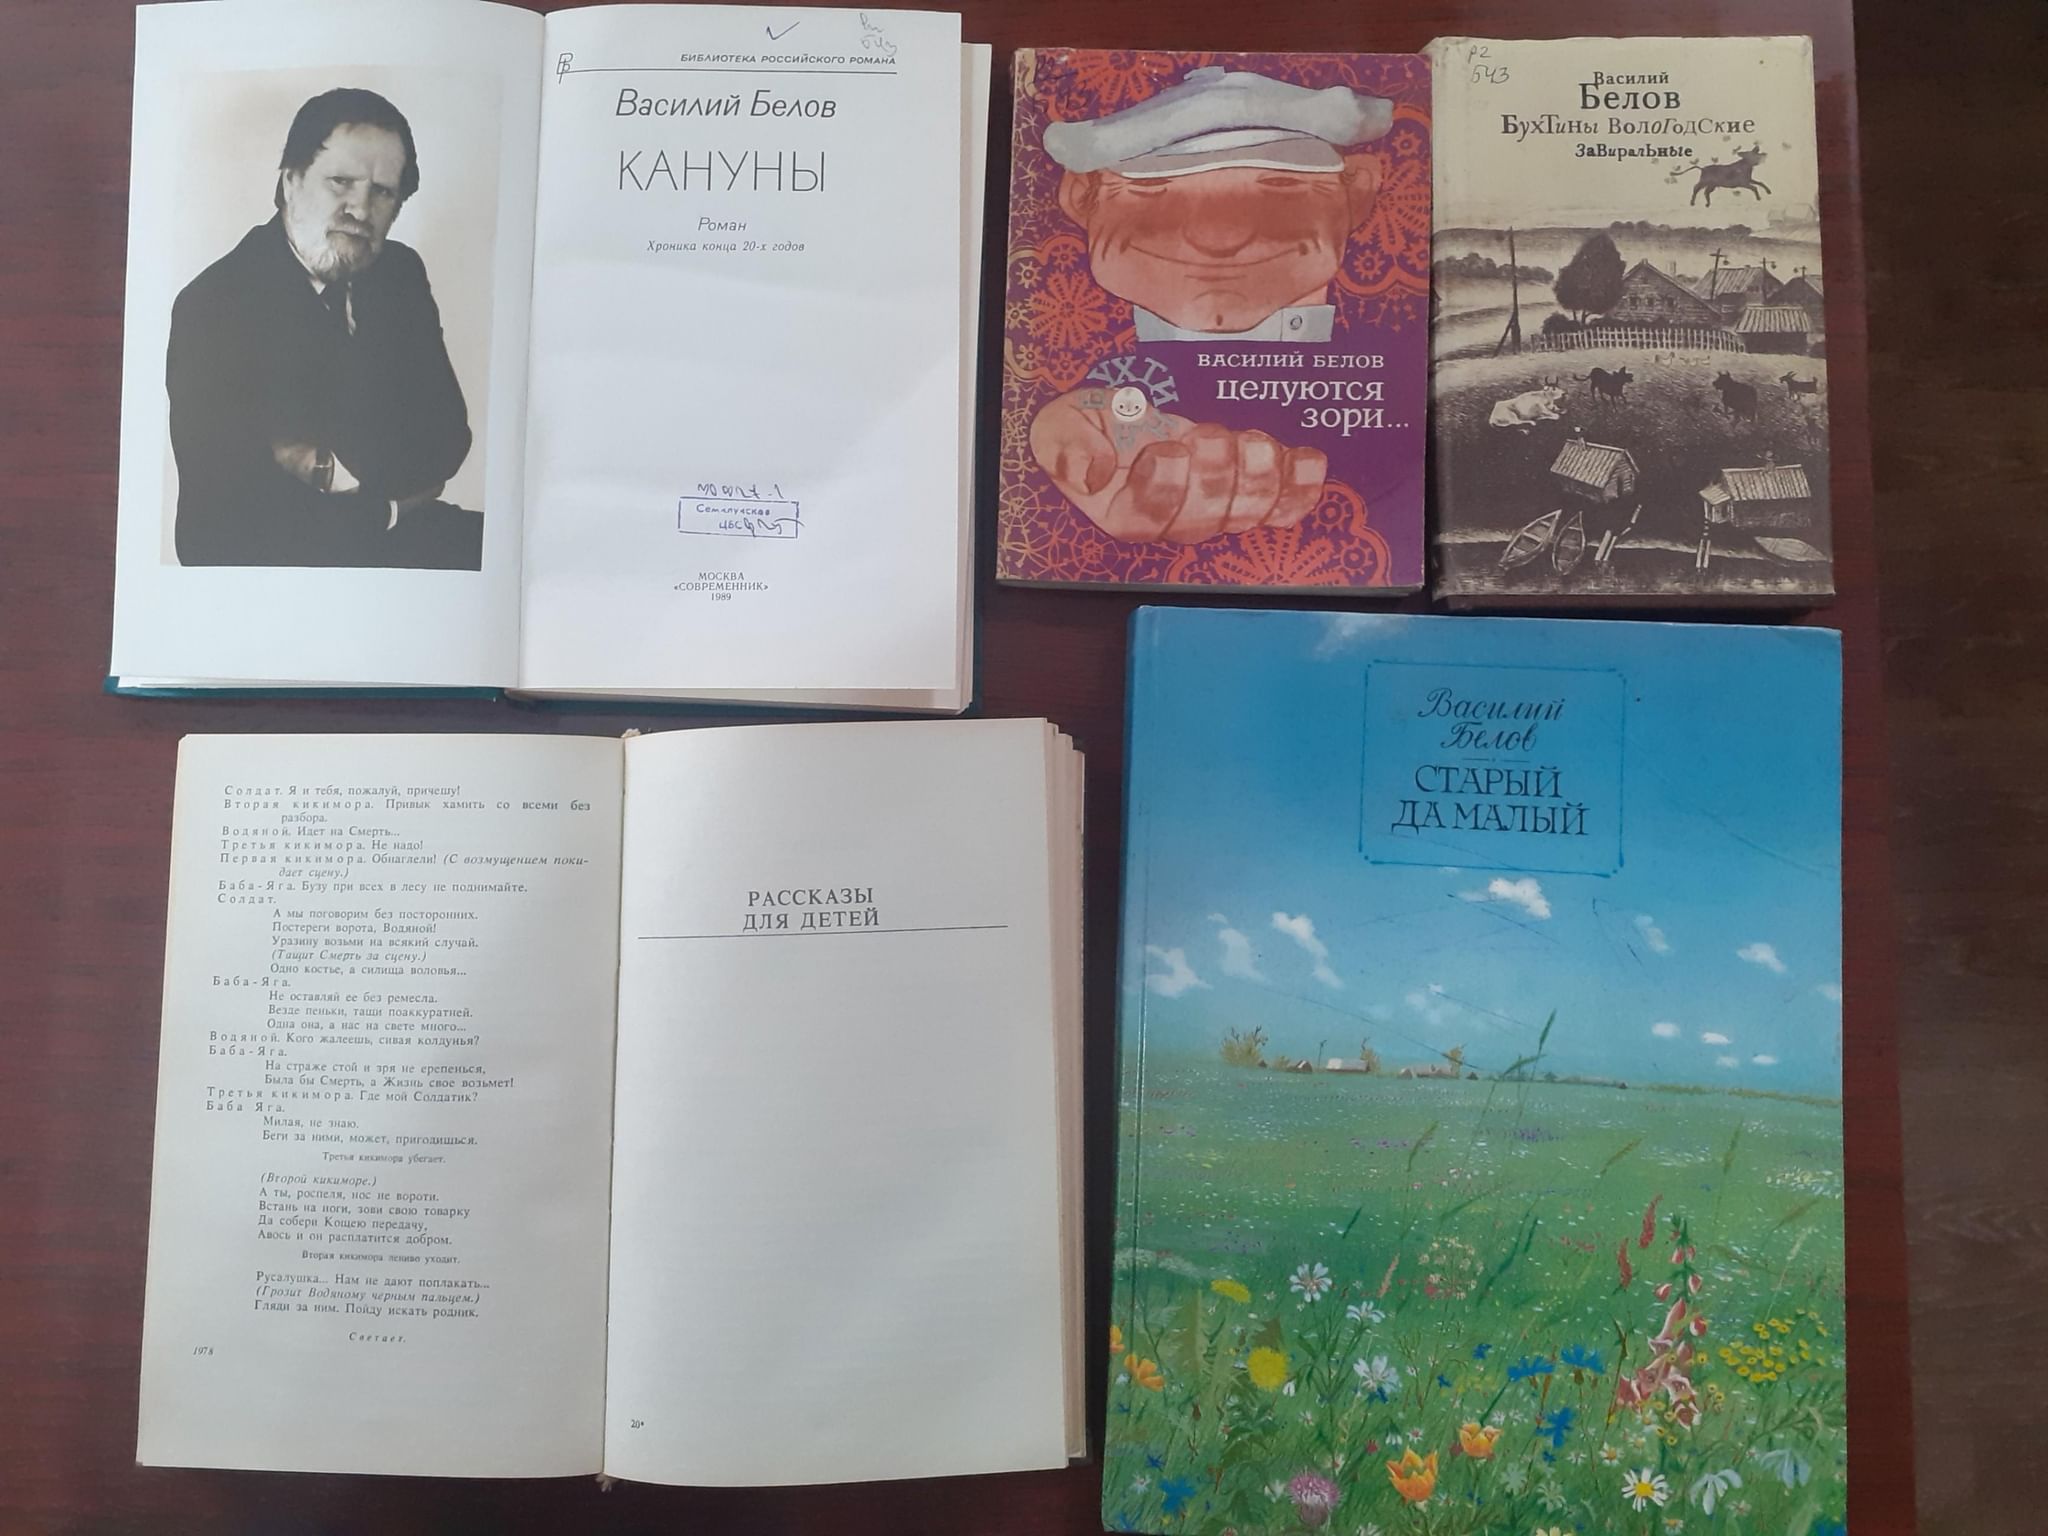 БИБЛИОТЕКА РОССИЙСКОГО РОМАНА
Василий Белов
КАНУНЫ
Роман
Хроника конца 20-х годов
Семилукская
ЦБС
МОСКВА
«СОВРЕМЕННИК»
1989
БУХТИ
ВАСИЛИЙ БЕЛОВ
ЦЕЛУЮТСЯ
ЗОРИ...
Р2
Б43
Василий
Белов
Бухтины Вологодские
завиральные
Солдат. Я и тебя, пожалуй, причешу!
Вторая кикимора. Привык хамить со всеми без
разбора.
Водяной. Идет на Смерть...
Третья кикимора. Не надо!
Первая кикимора. Обнаглели! (С возмущением поки-
дает сцену.)
Баба-Яга. Бузу при всех в лесу не поднимайте.
Солдат.
А мы поговорим без посторонних.
Постереги ворота, Водяной!
Уразину возьми на всякий случай.
(Тащит Смерть за сцену.)
Одно костье, а силища воловья...
Баба-Яга.
Не оставляй ее без ремесла.
Везде пеньки, тащи поаккуратней.
Одна она, а нас на свете много...
Водяной. Кого жалеешь, сивая колдунья?
Баба-Яга.
На страже стой и зря не ерепенься,
Была бы Смерть, а Жизнь свое возьмет!
Третья кикимора. Где мой Солдатик?
Баба Яга.
Милая, не знаю.
Беги за ними, может, пригодишься.
Третья кикимора убегает.
(Второй кикиморе.)
А ты, роспеля, нос не вороти.
Встань на ноги, зови свою товарку
Да собери Кощею передачу,
Авось и он расплатится добром.
Вторая кикимора лениво уходит.
Русалушка... Нам не дают поплакать...
(Грозит Водяному черным пальцем.)
Гляди за ним. Пойду искать родник.
Светает.
1978
РАССКАЗЫ
ДЛЯ ДЕТЕЙ
20*
Василий
Белов
СТАРЫЙ
ДА МАЛЫЙ